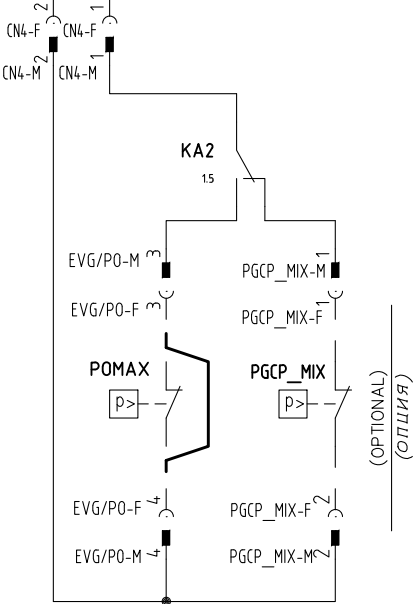 2 1
CN4-F CN4-F
CN4-M 2 CN4-M 1
KA2
1.5
EVG/PO-M 3
PGCP_MIX-M 1
EVG/PO-F 3
PGCP_MIX-F 1
POMAX
PGCP_MIX
P>
P>
(OPTIONAL)
(ОПЦИЯ)
EVG/PO-F 4
PGCP_MIX-F 2
EVG/PO-M 4
PGCP_MIX-M 2